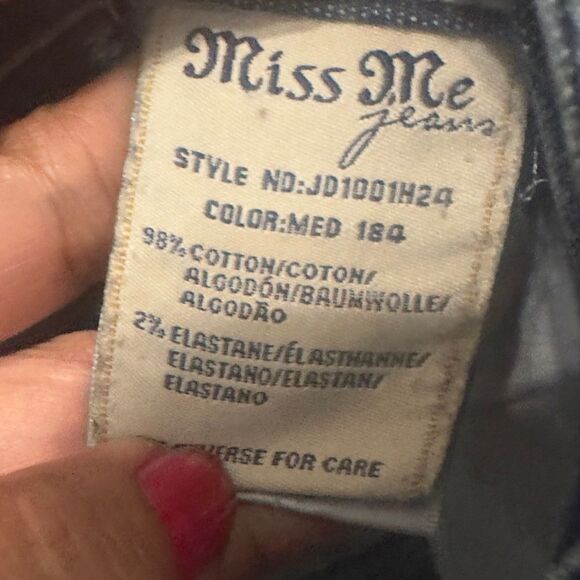 Miss Me
jeans
STYLE NO:JD1001H24
COLOR:MED 184
98% COTTON/COTON/
ALGODÓN/BAUMWOLLE/
ALGODÃO
2% ELASTANE/ÉLASTHANNE/
ELASTANO/ELASTAN/
ELASTANO
FOR CARE